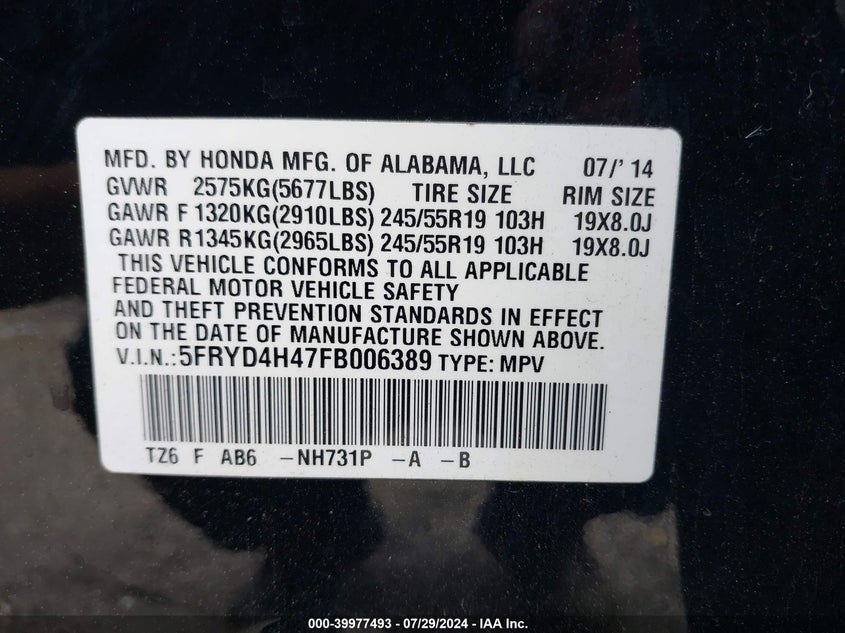 MFD. BY HONDA MFG. OF ALABAMA, LLC 07/' 14
GVWR 2575KG(5677LBS) TIRE SIZE RIM SIZE
GAWR F 1320KG(2910LBS) 245/55R19 103H 19X8.0J
GAWR R1345KG(2965LBS) 245/55R19 103H 19X8.0J
THIS VEHICLE CONFORMS TO ALL APPLICABLE
FEDERAL MOTOR VEHICLE SAFETY
AND THEFT PREVENTION STANDARDS IN EFFECT
ON THE DATE OF MANUFACTURE SHOWN ABOVE.
V.I.N.:5FRYD4H47FB006389 TYPE: MPV
TZ6 F AB6 -NH731P -A -B
000-39977493 - 07/29/2024 - IAA Inc.